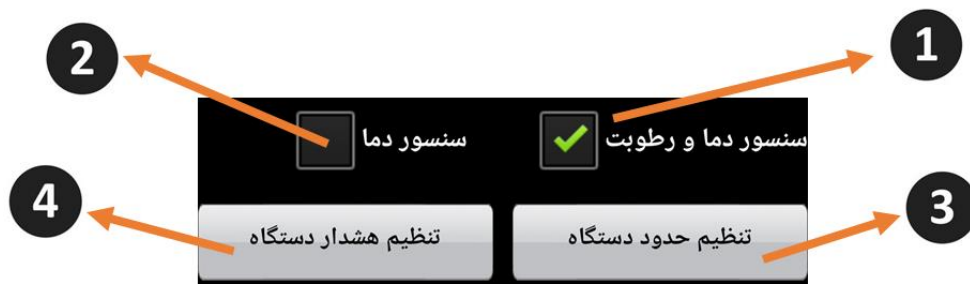 1
2
سنسور دما و رطوبت
سنسور دما
3
تنظیم حدود دستگاه
تنظیم هشدار دستگاه
4